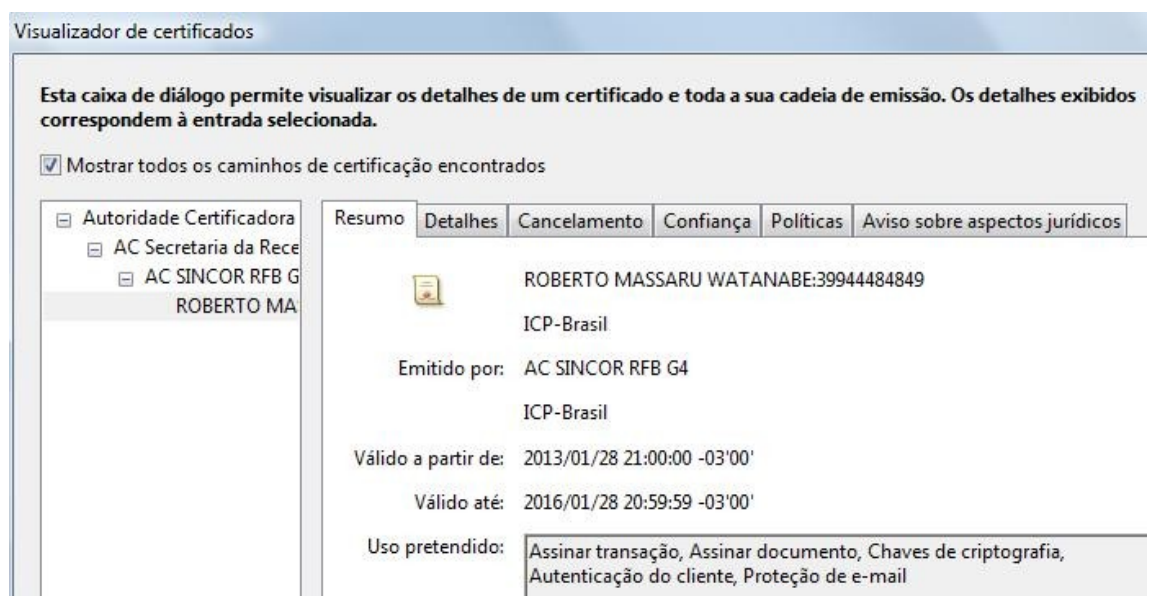 Visualizador de certificados
Esta caixa de diálogo permite visualizar os detalhes de um certificado e toda a sua cadeia de emissão. Os detalhes exibidos
correspondem à entrada selecionada.
Mostrar todos os caminhos de certificação encontrados
Autoridade Certificadora
AC Secretaria da Rece
AC SINCOR RFB G
ROBERTO MA
Resumo Detalhes Cancelamento Confiança Políticas Aviso sobre aspectos jurídicos
ROBERTO MASSARU WATANABE:39944484849
ICP-Brasil
Emitido por: AC SINCOR RFB G4
ICP-Brasil
Válido a partir de: 2013/01/28 21:00:00 -03'00'
Válido até: 2016/01/28 20:59:59 -03'00'
Uso pretendido: Assinar transação, Assinar documento, Chaves de criptografia,
Autenticação do cliente, Proteção de e-mail